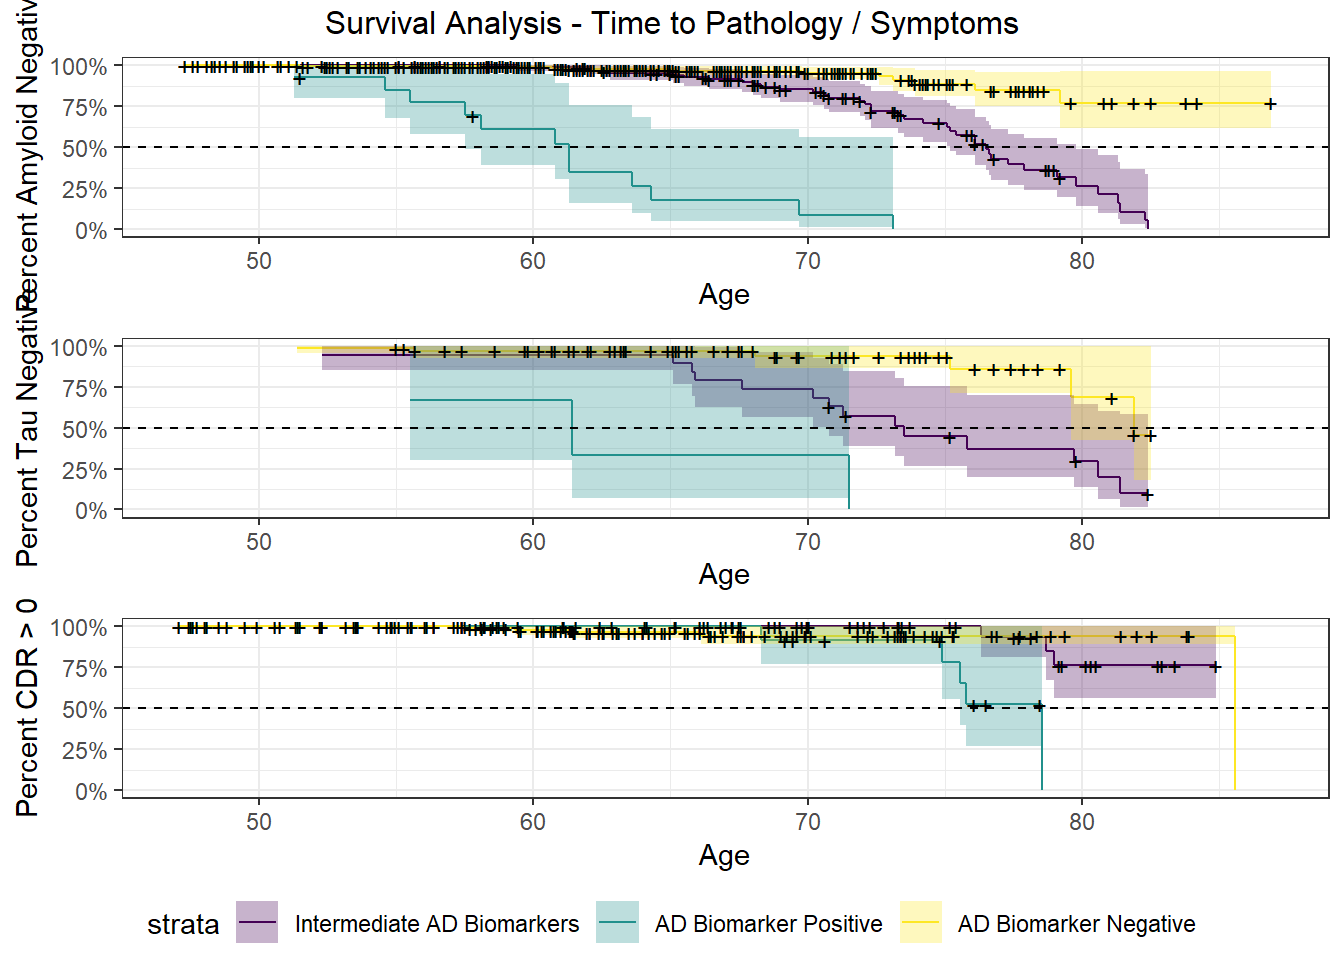 Survival Analysis - Time to Pathology / Symptoms
Percent Amyloid Negative
100%
75%
50%
25%
0%
50 60 70 80
Age
Percent Tau Negative
100%
75%
50%
25%
0%
50 60 70 80
Age
Percent CDR > 0
100%
75%
50%
25%
0%
50 60 70 80
Age
strata Intermediate AD Biomarkers AD Biomarker Positive AD Biomarker Negative